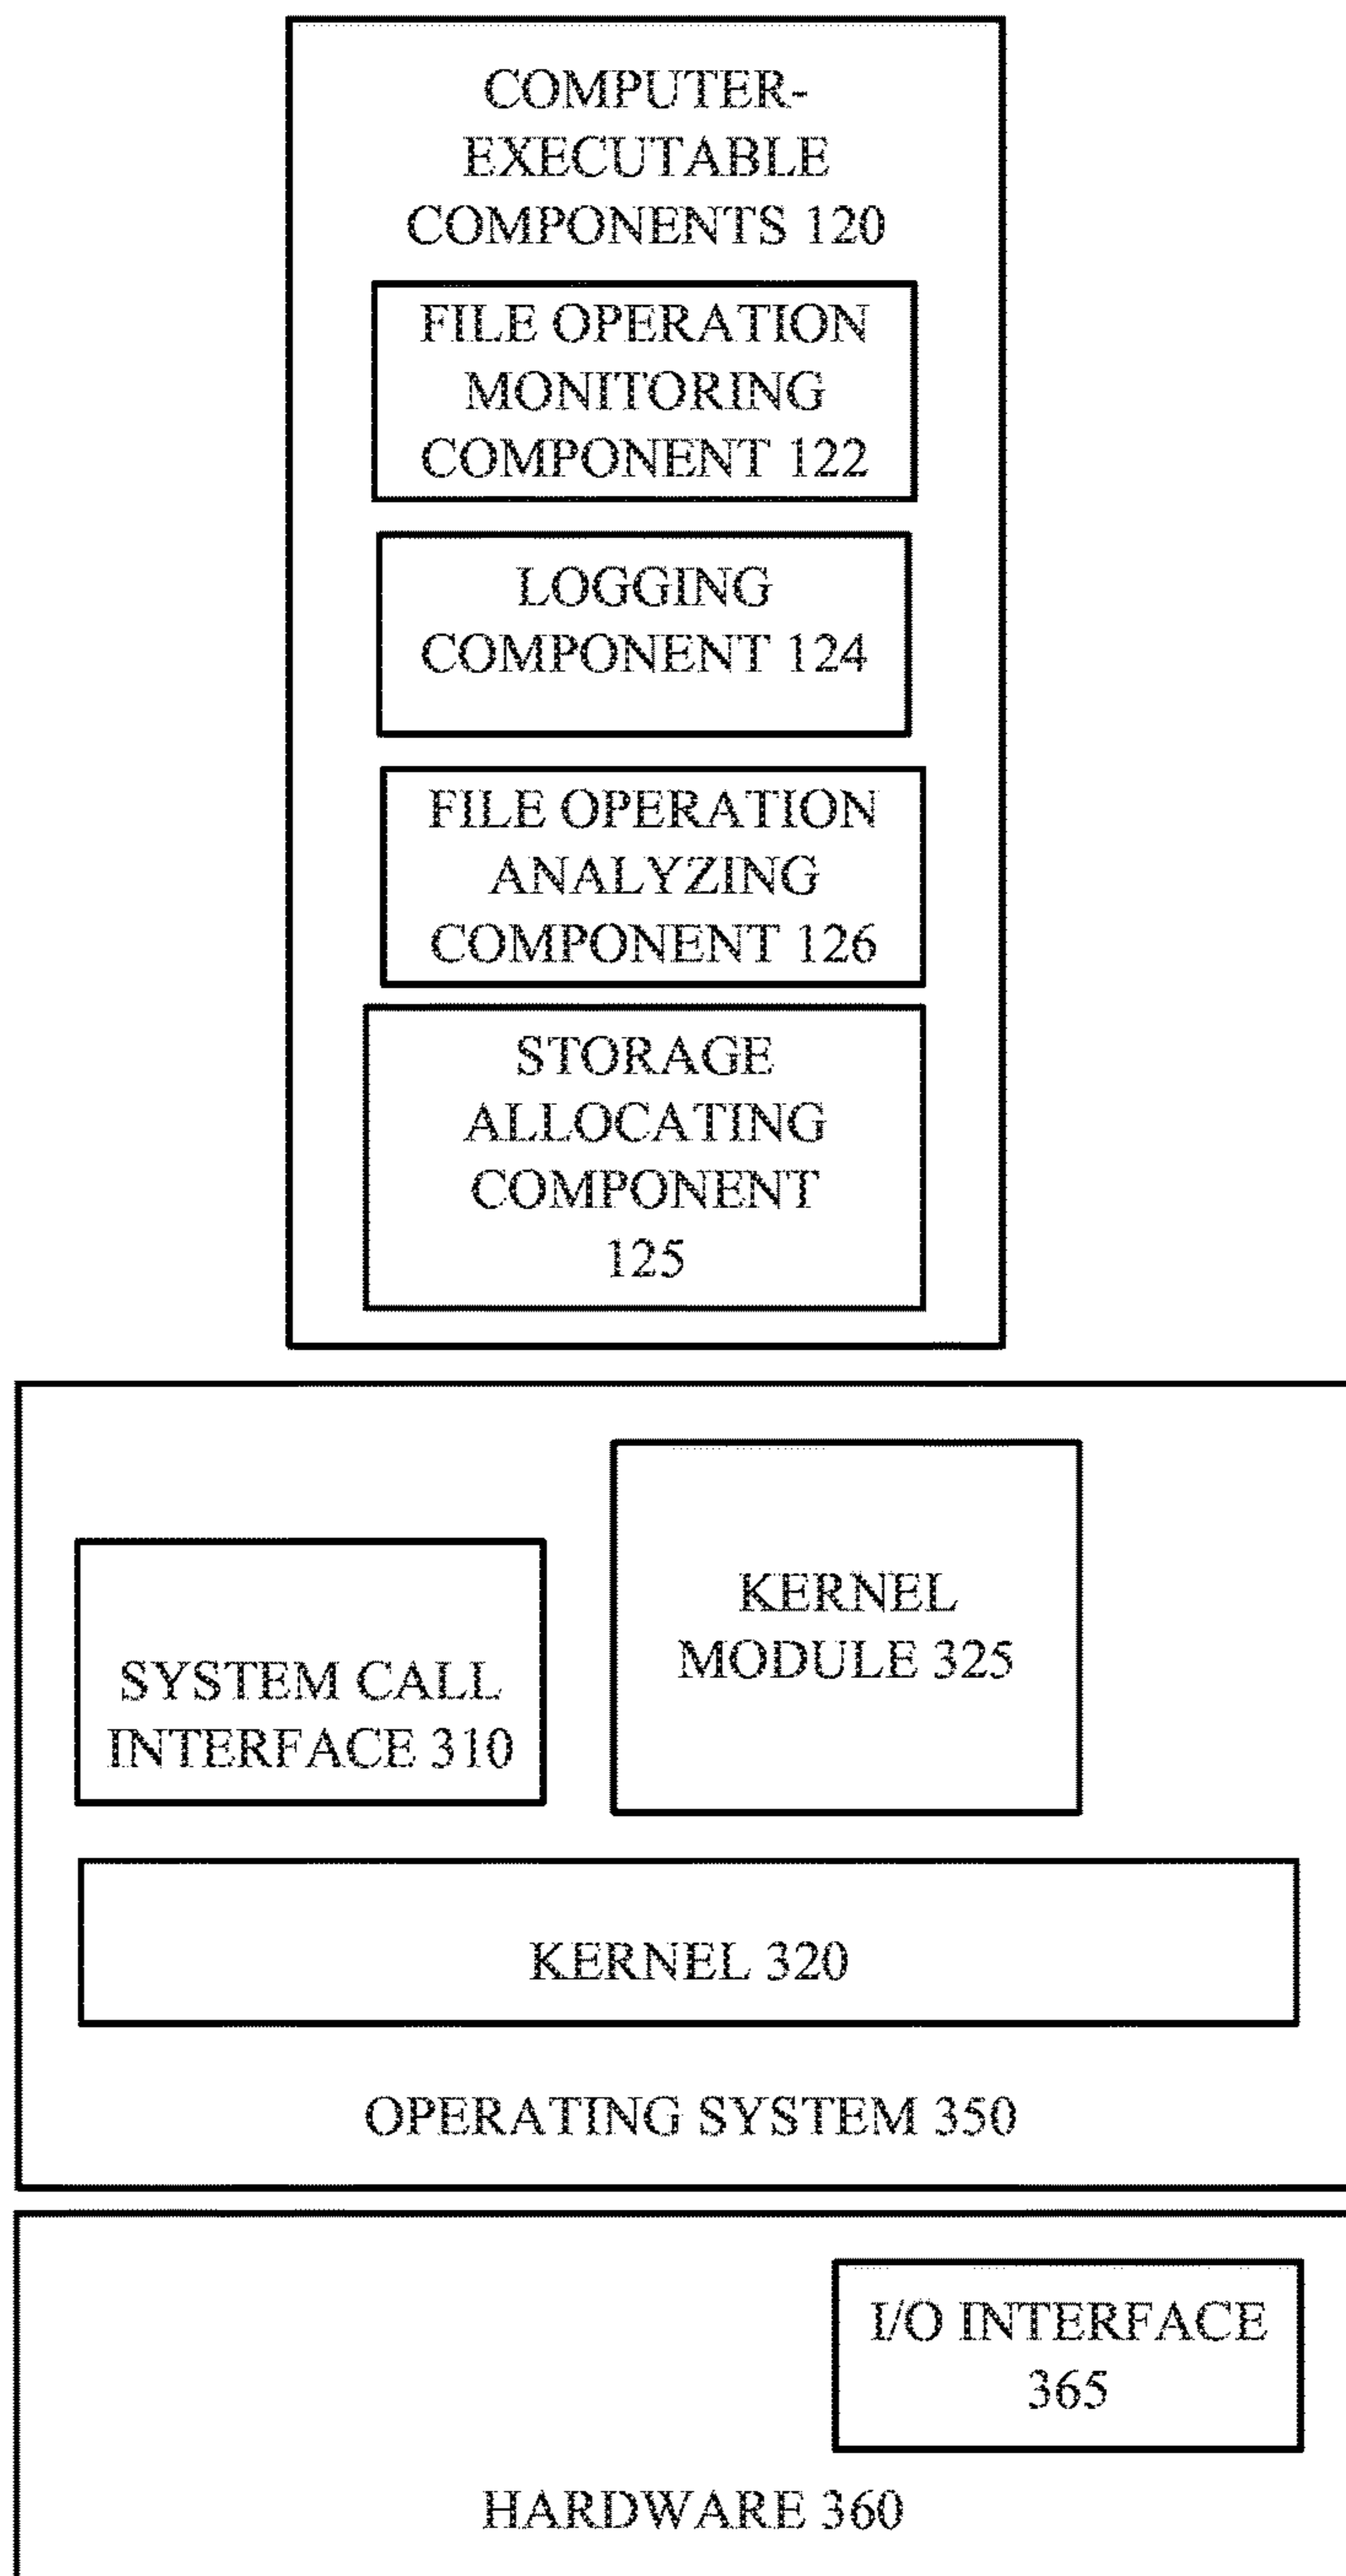 COMPUTER-
EXECUTABLE
COMPONENTS 120
FILE OPERATION
MONITORING
COMPONENT 122
LOGGING
COMPONENT 124
FILE OPERATION
ANALYZING
COMPONENT 126
STORAGE
ALLOCATING
COMPONENT
125
KERNEL
MODULE 325
SYSTEM CALL
INTERFACE 310
KERNEL 320
OPERATING SYSTEM 350
I/O INTERFACE
365
HARDWARE 360